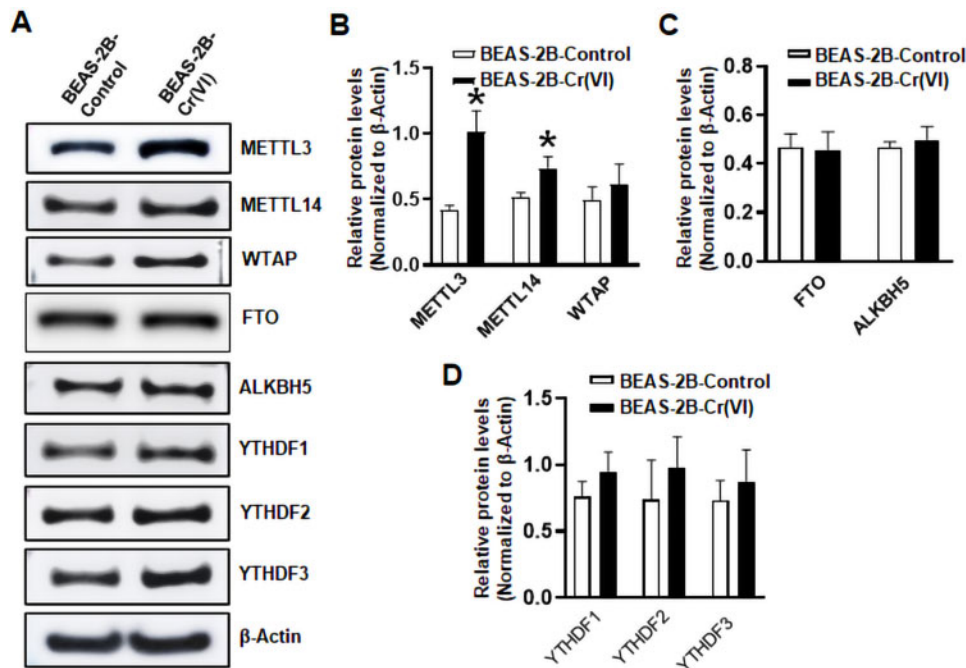 A
BEAS-2B-
Control
BEAS-2B-
Cr(VI)
METTL3
METTL14
WTAP
FTO
ALKBH5
YTHDF1
YTHDF2
YTHDF3
β-Actin
B
BEAS-2B-Control
BEAS-2B-Cr(VI)
Relative protein levels
(Normalized to β-Actin)
1.5
1.0
0.5
0.0
*
*
METTL3
METTL14
WTAP
C
BEAS-2B-Control
BEAS-2B-Cr(VI)
Relative protein levels
(Normalized to β-Actin)
0.8
0.6
0.4
0.2
0.0
FTO
ALKBH5
D
BEAS-2B-Control
BEAS-2B-Cr(VI)
Relative protein levels
(Normalized to β-Actin)
1.5
1.0
0.5
0.0
YTHDF1
YTHDF2
YTHDF3